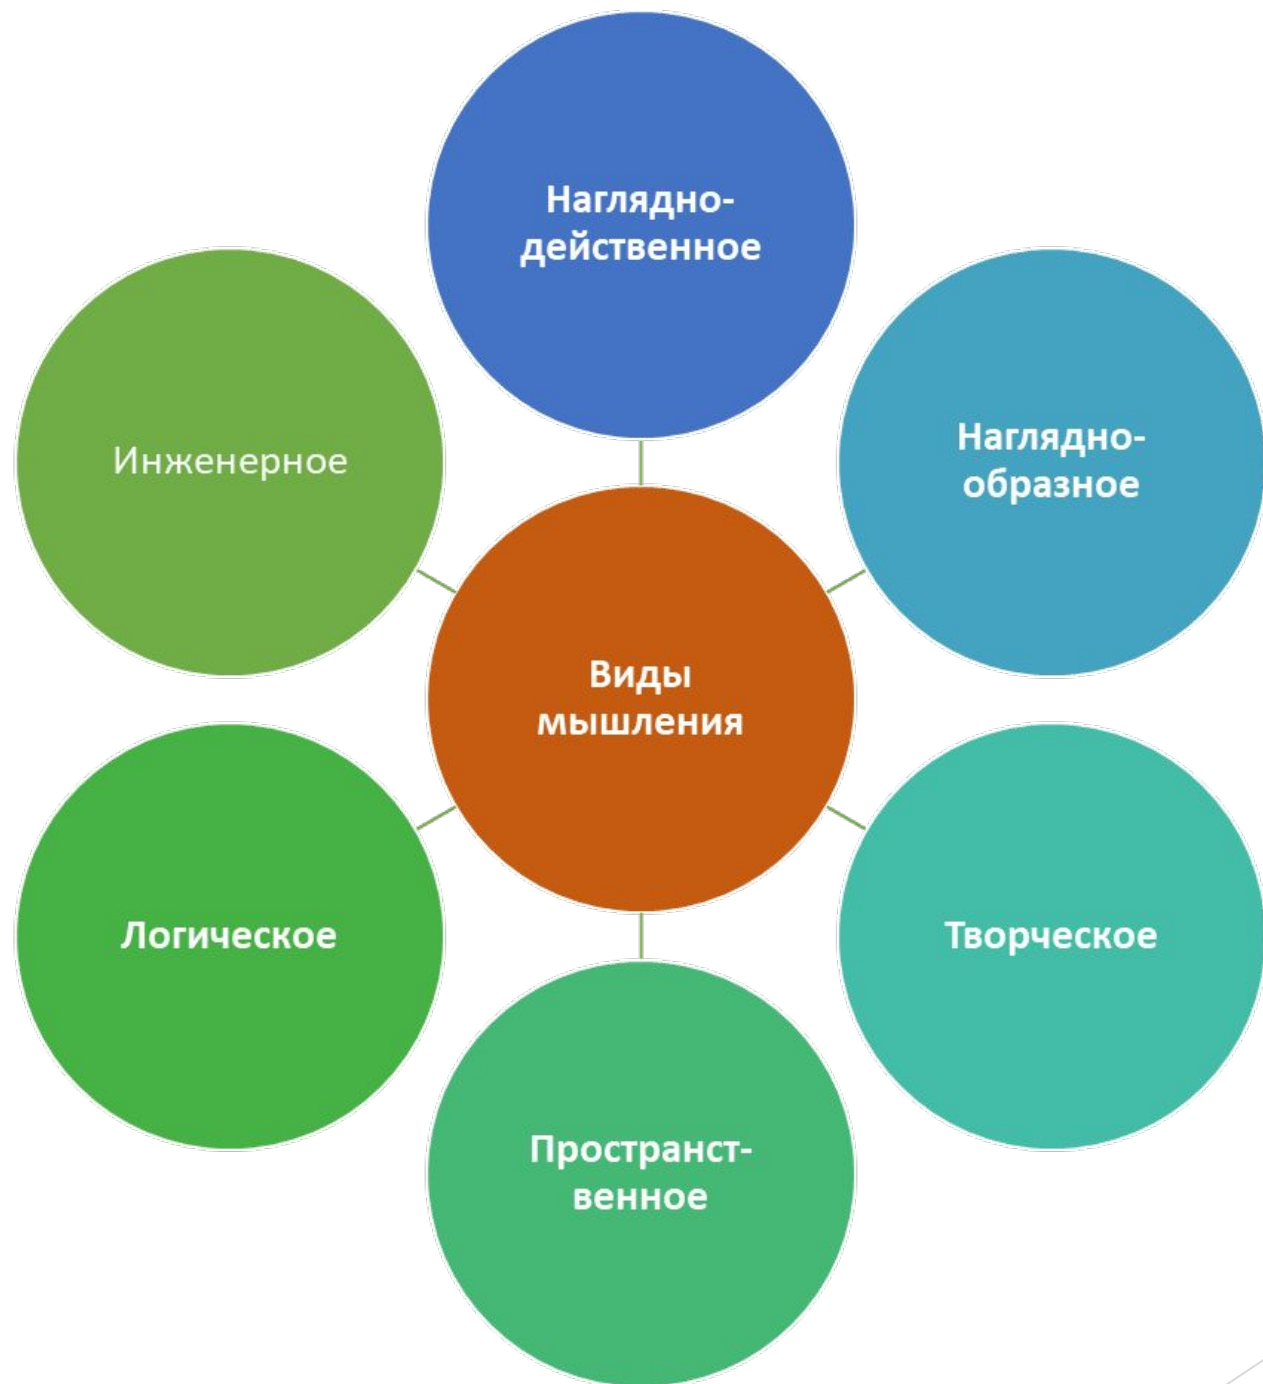 Наглядно-
действенное
Инженерное
Наглядно-
образное
Виды
мышления
Логическое
Творческое
Пространст-
венное